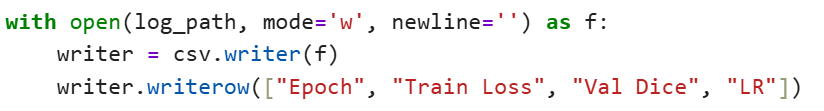 with open(log_path, mode='w', newline='') as f:
    writer = csv.writer(f)
    writer.writerow(["Epoch", "Train Loss", "Val Dice", "LR"])